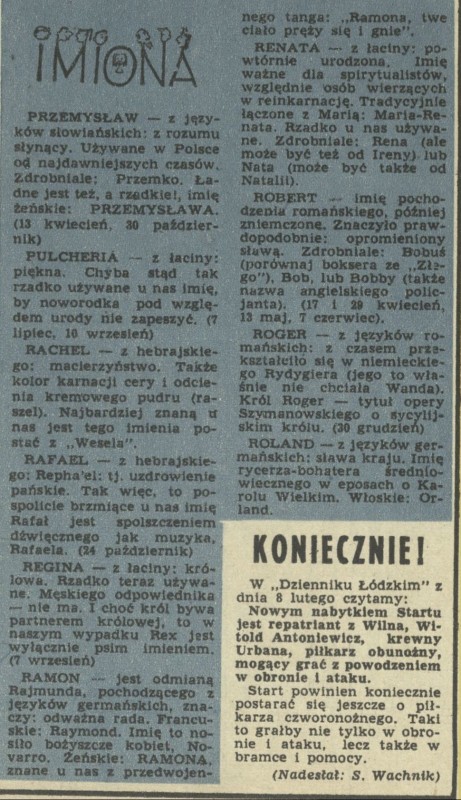 IMIONA
PRZEMYSŁAW — z języ-
ków słowiańskich: z rozumu
słynący. Używane w Polsce
od najdawniejszych czasów.
Zdrobniale: Przemko. Ła-
dne jest też, a rzadkie!, imię
żeńskie: PRZEMYSŁAWA.
(13 kwiecień, 30 paździer-
nik)
PULCHERIA — z łaciny:
piękna. Chyba stąd tak
rzadko używane u nas imię,
by noworodka pod wzglę-
dem urody nie zapeszyć. (7
lipiec, 10 wrzesień)
RACHEL — z hebrajskie-
go: macierzyństwo. Także
kolor karnacji cery i odcie-
nia kremowego pudru (ra-
szel). Najbardziej znaną u
nas jest tego imienia po-
stać z „Wesela".
RAFAEL — z hebrajskie-
go: Repha'el: tj. uzdrowienie
pańskie. Tak więc, to po-
spolicie brzmiące u nas imię
Rafał jest spolszczeniem
dźwięcznego jak muzyka,
Rafaela. (24 październik)
REGINA — z łaciny: kró-
lowa. Rzadko teraz używa-
ne. Męskiego odpowiednika
— nie ma. I choć król bywa
partnerem królowej, to w
naszym wypadku Rex jest
wyłącznie psim imieniem.
(7 wrzesień)
RAMON — jest odmianą
Rajmunda, pochodzącego z
języków germańskich, zna-
czy: odważna rada. Francu-
skie: Raymond. Imię to no-
siło bożyszcze kobiet, No-
varro. Żeńskie: RAMONA,
znane u nas z przedwojen-
nego tanga: „Ramona, twe
ciało pręży się i gnie".
RENATA — z łaciny: po-
wtórnie urodzona. Imię
ważne dla spirytualistów,
względnie osób wierzących
w reinkarnację. Tradycyjnie
łączone z Marią: Maria-Re-
nata. Rzadko u nas używa-
ne. Zdrobniale: Rena (ale
może być też od Ireny) lub
Nata (może być także od
Natalii).
ROBERT — imię pocho-
dzenia romańskiego, później
zniemczone. Znaczyło praw-
dopodobnie: opromieniony
sławą. Zdrobniale: Bobuś
(porównaj boksera ze „Złe-
go"), Bob, lub Bobby (także
nazwa angielskiego polic-
janta). (17 i 29 kwiecień,
13 maj, 7 czerwiec).
ROGER — z języków ro-
mańskich: z czasem prze-
kształciło się w niemieckie-
go Rydygiera (jego to wła-
śnie nie chciała Wanda).
Król Roger — tytuł opery
Szymanowskiego o sycylij-
skim królu. (30 grudzień)
ROLAND — z języków ger-
mańskich: sława kraju. Imię
rycerza-bohatera średnio-
wiecznego w eposach o Ka-
rolu Wielkim. Włoskie: Or-
land.
KONIECZNIE!
W „Dzienniku Łódzkim" z
dnia 8 lutego czytamy:
Nowym nabytkiem Startu
jest repatriant z Wilna, Wi-
told Antoniewicz, krewny
Urbana, piłkarz obunożny,
mogący grać z powodzeniem
w obronie i ataku.
Start powinien koniecznie
postarać się jeszcze o pił-
karza czworonożnego. Taki
to grałby nie tylko w obro-
nie i ataku, lecz także w
bramce i pomocy.
(Nadesłał: S. Wachnik)